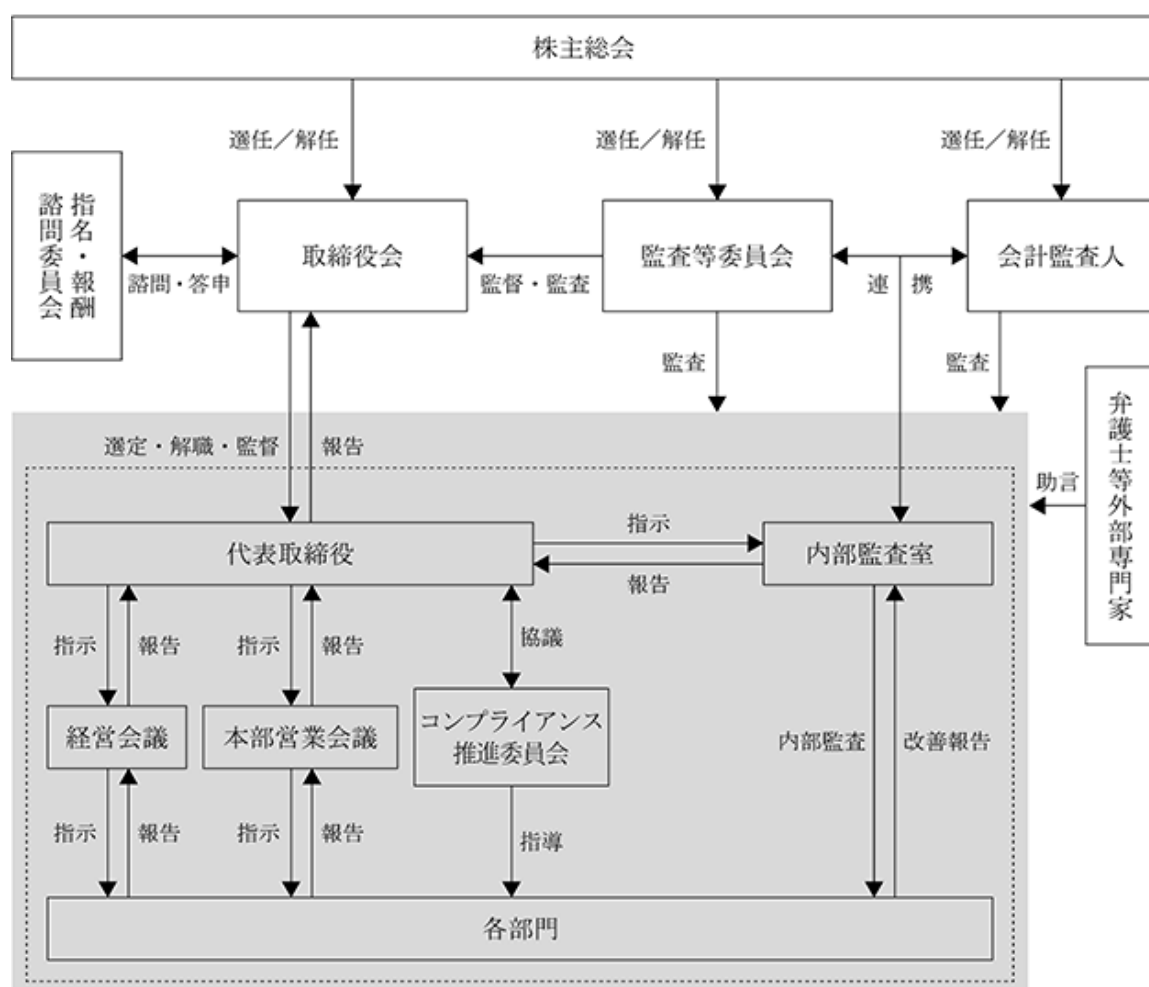 株主総会
選任／解任
選任／解任
選任／解任
指名・報酬
諮問委員会
取締役会
監査等委員会
会計監査人
諮問・答申
監督・監査
連携
監査
監査
弁護士等外部専門家
選定・解職・監督
報告
助言
代表取締役
指示
報告
内部監査室
指示
報告
指示
報告
協議
経営会議
本部営業会議
コンプライアンス
推進委員会
内部監査
改善報告
指示
報告
指示
報告
指導
各部門